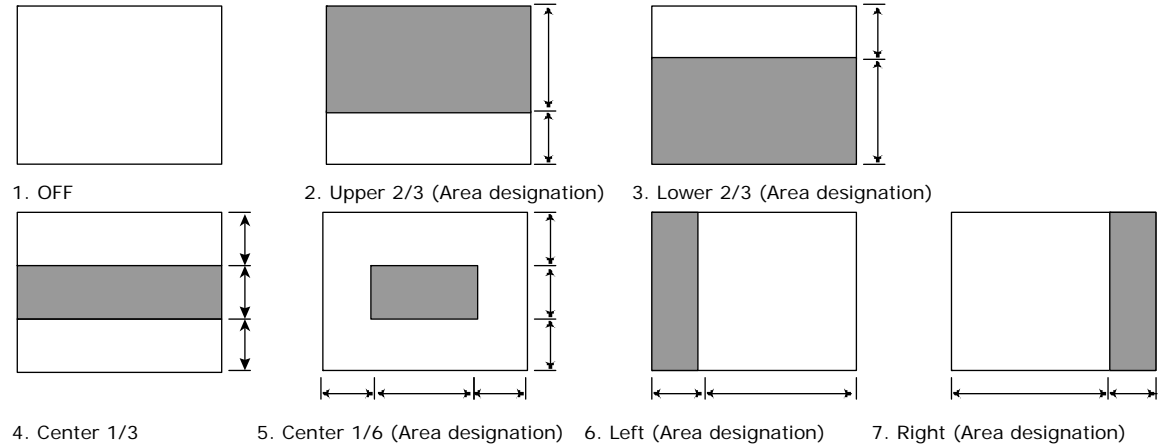 1. OFF
2. Upper 2/3 (Area designation)
3. Lower 2/3 (Area designation)
4. Center 1/3
5. Center 1/6 (Area designation)
6. Left (Area designation)
7. Right (Area designation)